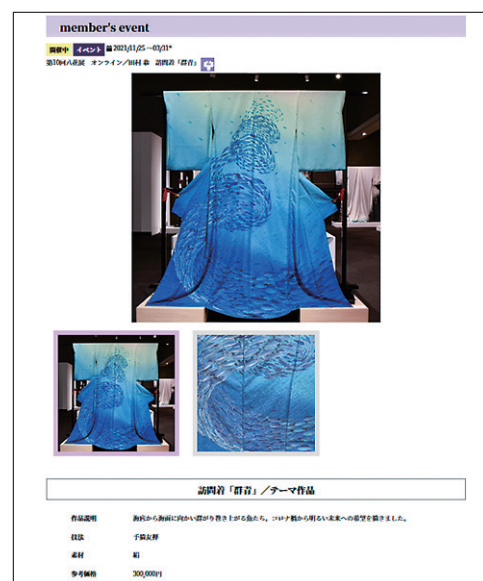 member's event
開催中 イベント 2021/11/25 ~03/31*
第10回八花展 オンライン/田村 恭 訪問着「群青」
訪問着「群青」/テーマ作品
作品説明 海底から海面に向かい群がり巻き上がる魚たち。コロナ禍から明るい未来への希望を描きました。
技法 手描友禅
素材 絹
参考価格 300,000円